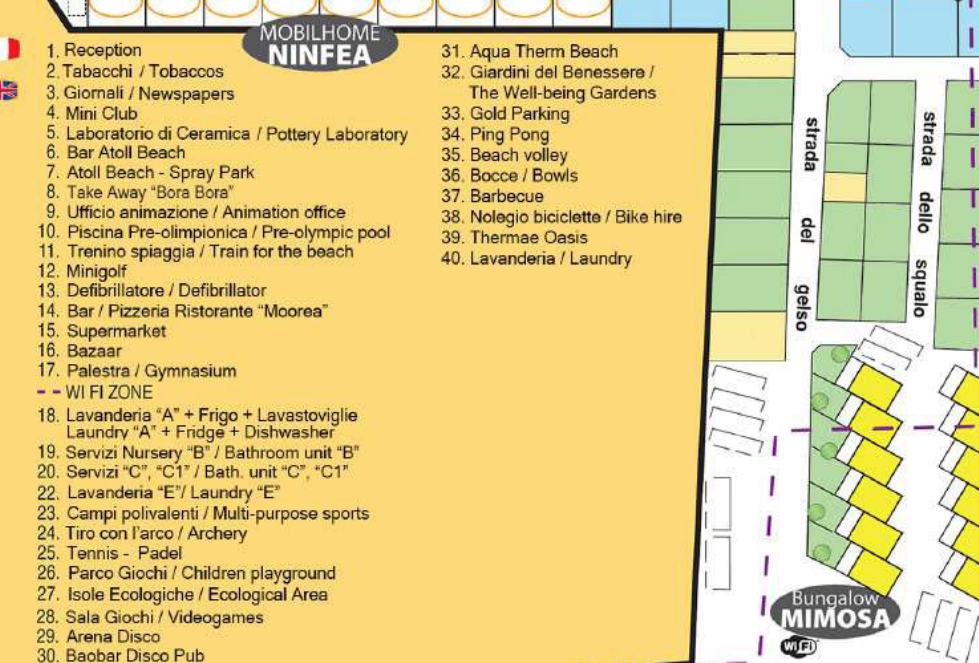 MOBILHOME
NINFEA
1. Reception
2. Tabacchi / Tobaccos
3. Giornali / Newspapers
4. Mini Club
5. Laboratorio di Ceramica / Pottery Laboratory
6. Bar Atoll Beach
7. Atoll Beach - Spray Park
8. Take Away “Bora Bora”
9. Ufficio animazione / Animation office
10. Piscina Pre-olimpionica / Pre-olympic pool
11. Trenino spiaggia / Train for the beach
12. Minigolf
13. Defibrillatore / Defibrillator
14. Bar / Pizzeria Ristorante “Moorea”
15. Supermarket
16. Bazaar
17. Palestra / Gymnasium
- - WI FI ZONE
18. Lavanderia “A” + Frigo + Lavastoviglie
Laundry “A” + Fridge + Dishwasher
19. Servizi Nursery “B” / Bathroom unit “B”
20. Servizi “C”, “C1” / Bath. unit “C”, “C1”
22. Lavanderia “E”/ Laundry “E”
23. Campi polivalenti / Multi-purpose sports
24. Tiro con l’arco / Archery
25. Tennis - Padel
26. Parco Giochi / Children playground
27. Isole Ecologiche / Ecological Area
28. Sala Giochi / Videogames
29. Arena Disco
30. Baobar Disco Pub
31. Aqua Therm Beach
32. Giardini del Benessere /
The Well-being Gardens
33. Gold Parking
34. Ping Pong
35. Beach volley
36. Bocce / Bowls
37. Barbecue
38. Nolegio biciclette / Bike hire
39. Thermae Oasis
40. Lavanderia / Laundry
strada del gelso
strada dello squalo
Bungalow
MIMOSA
Wi Fi